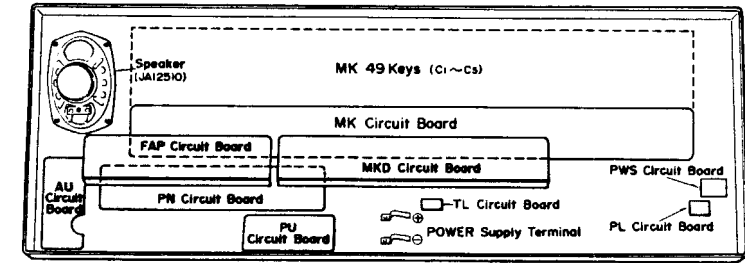 Speaker
(JA12510)
MK 49 Keys (C1~C5)
MK Circuit Board
FAP Circuit Board
MKD Circuit Board
PWS Circuit Board
AU
Circuit
Board
PN Circuit Board
TL Circuit Board
PL Circuit Board
PU
Circuit Board
⊕
POWER Supply Terminal
⊖